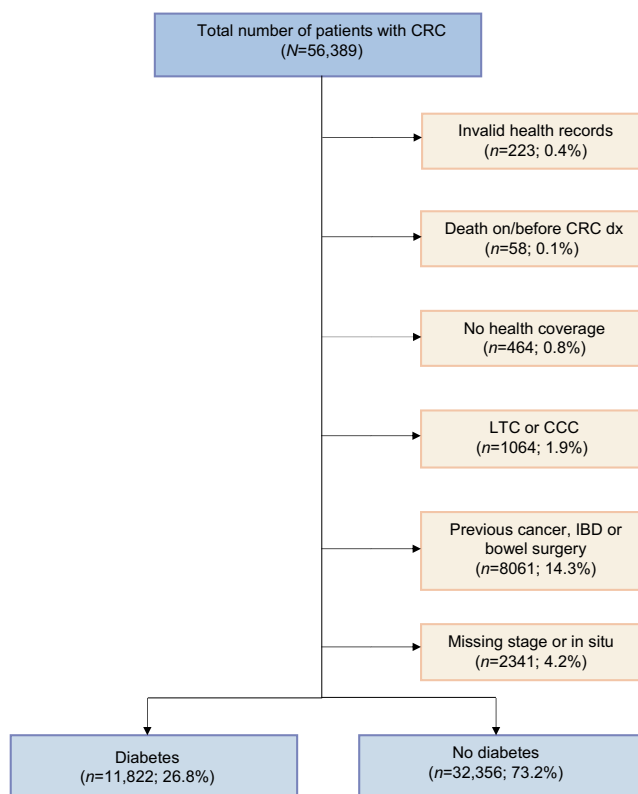 Total number of patients with CRC
(N=56,389)
Invalid health records
(n=223; 0.4%)
Death on/before CRC dx
(n=58; 0.1%)
No health coverage
(n=464; 0.8%)
LTC or CCC
(n=1064; 1.9%)
Previous cancer, IBD or
bowel surgery
(n=8061; 14.3%)
Missing stage or in situ
(n=2341; 4.2%)
Diabetes
(n=11,822; 26.8%)
No diabetes
(n=32,356; 73.2%)